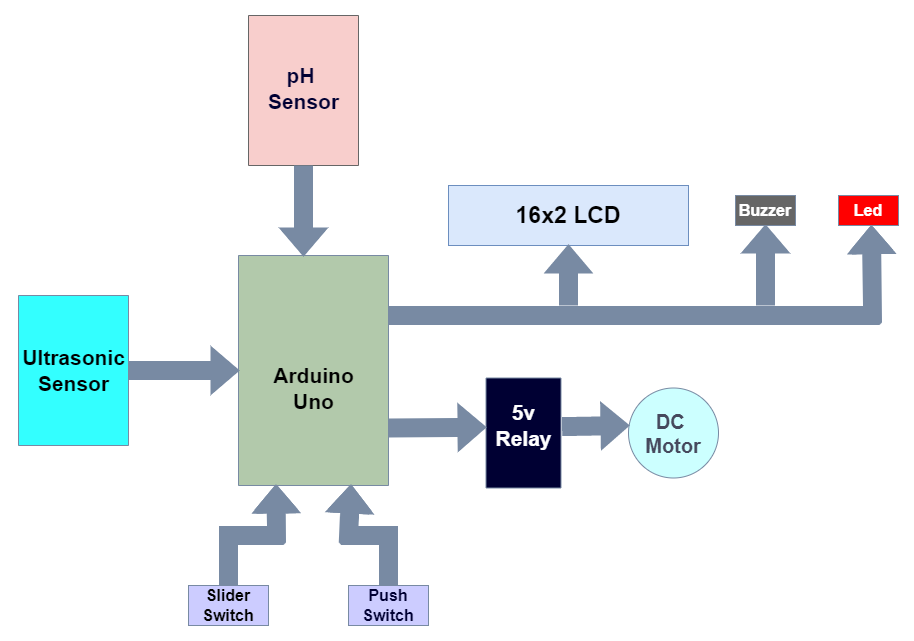 pH
Sensor
16x2 LCD
Buzzer
Led
Ultrasonic
Sensor
Arduino
Uno
5v
Relay
DC
Motor
Slider
Switch
Push
Switch